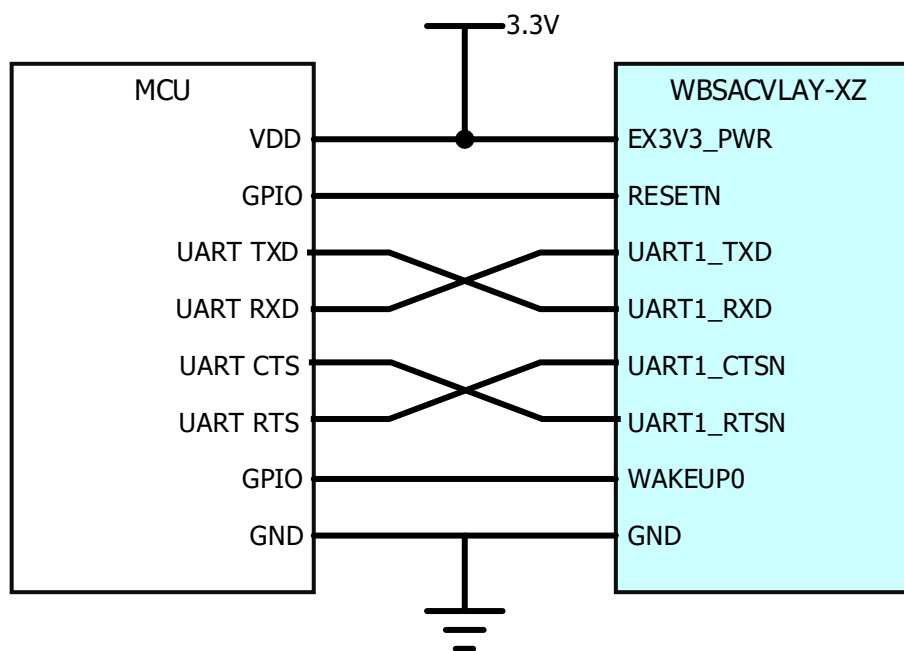 3.3V
MCU
WBSACVLAY-XZ
VDD
EX3V3_PWR
GPIO
RESETN
UART TXD
UART1_TXD
UART RXD
UART1_RXD
UART CTS
UART1_CTSN
UART RTS
UART1_RTSN
GPIO
WAKEUP0
GND
GND